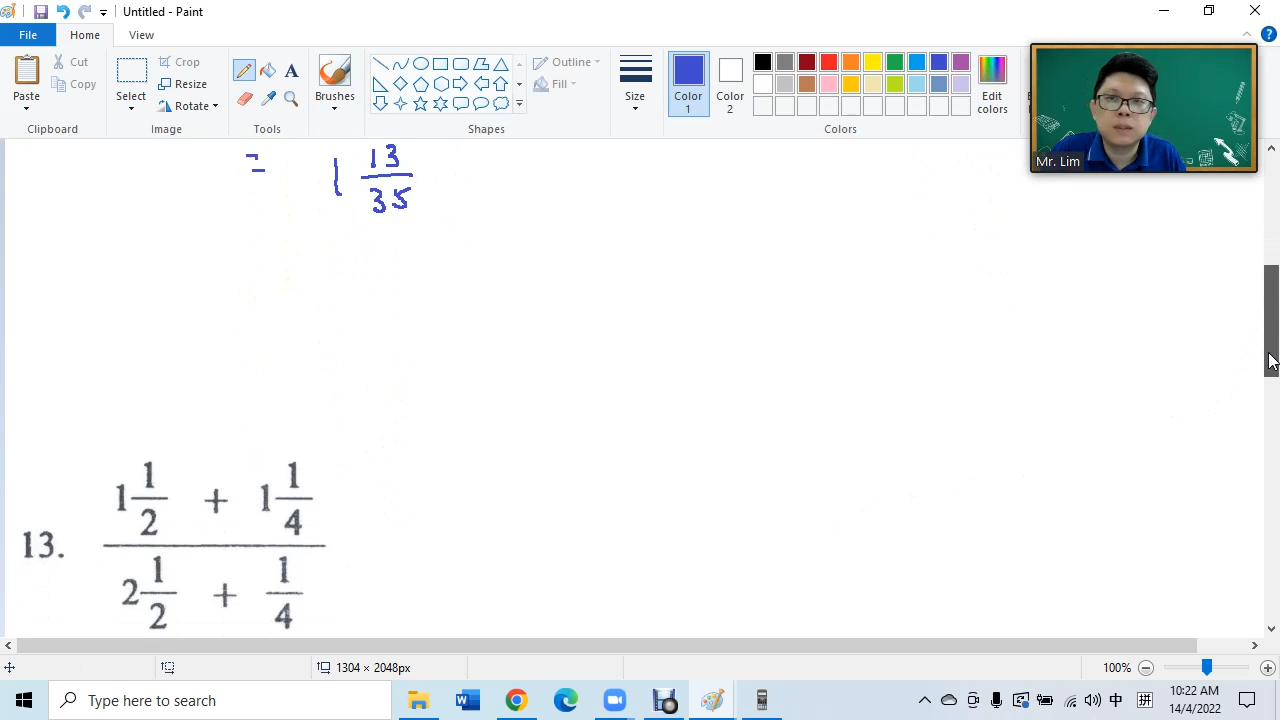 Untitled - Paint
File Home View
Paste
Cut
Copy
Clipboard
Select
Crop
Resize
Rotate
Image
A
Tools
Brushes
Outline
Fill
Shapes
Size
Color 1
Color 2
Edit colors
Colors
Mr. Lim
= 1 13/35
13. (1 1/2 + 1 1/4) / (2 1/2 + 1/4)
1304 × 2048px
100%
Type here to search
中
拼
10:22 AM
14/4/2022